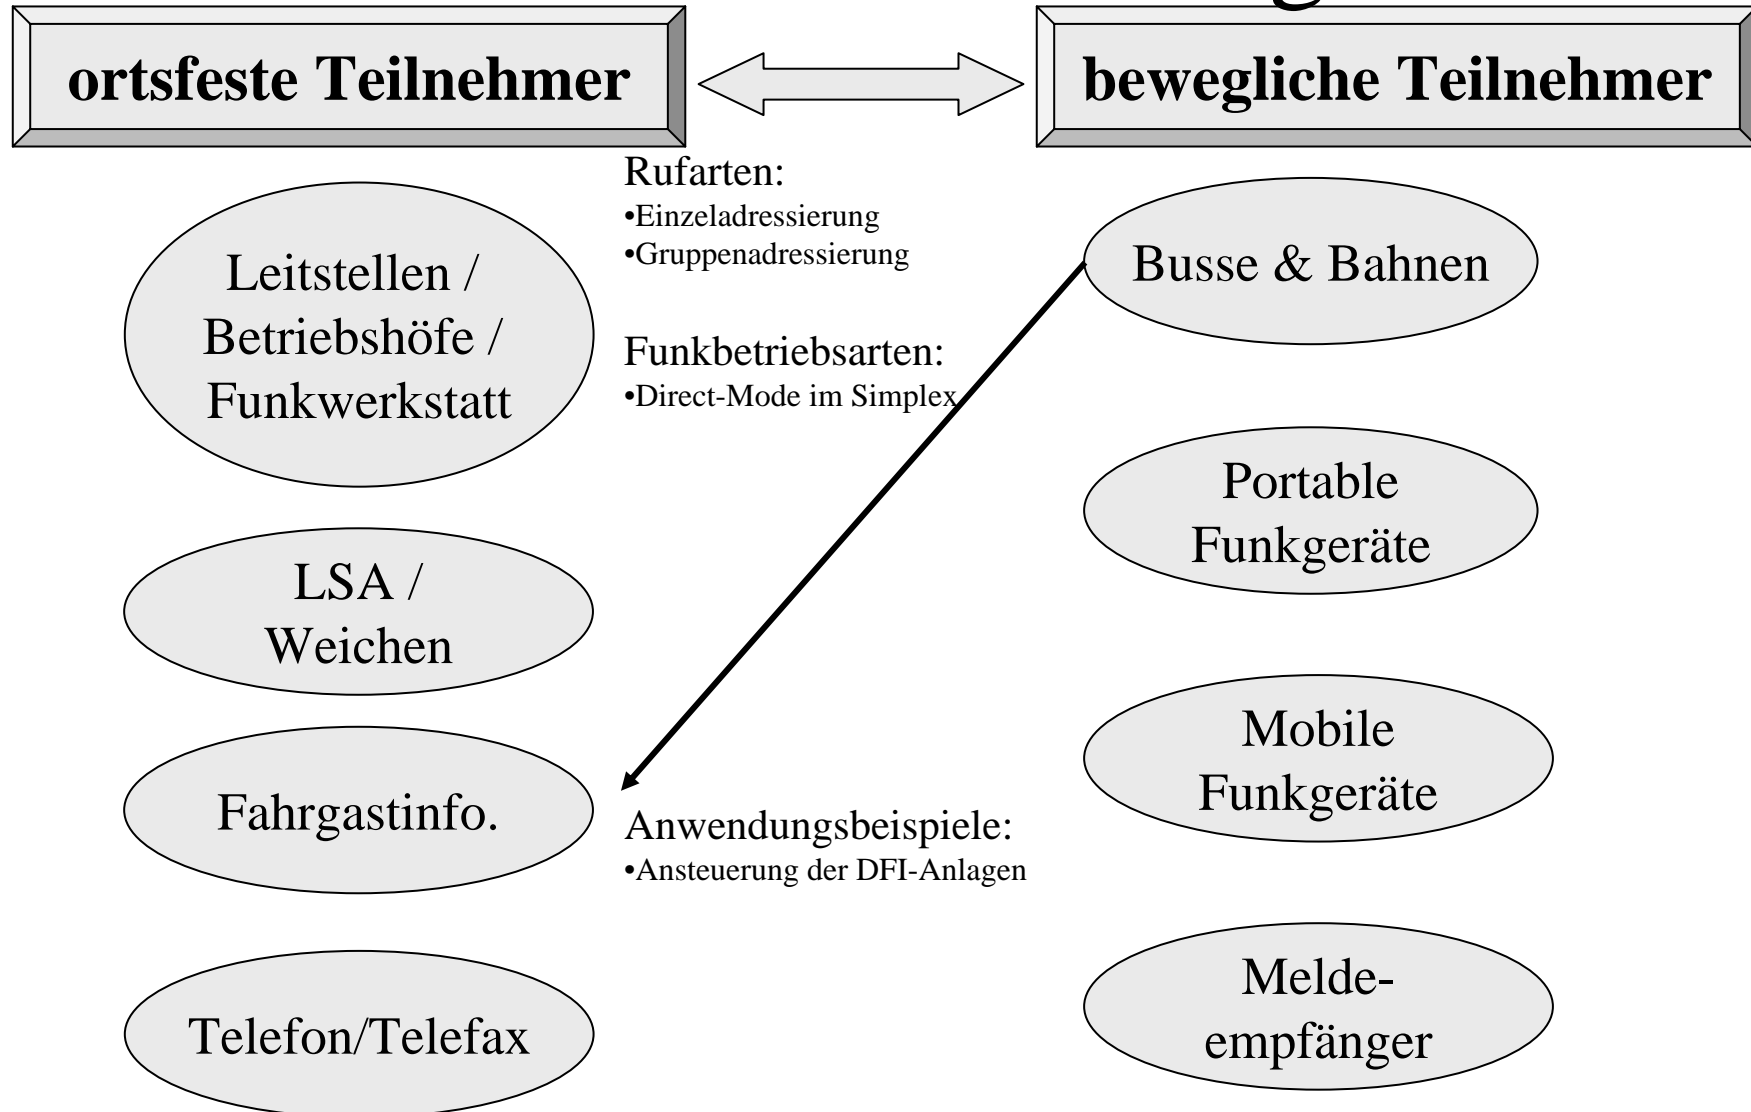 ortsfeste Teilnehmer
bewegliche Teilnehmer
Leitstellen /
Betriebshöfe /
Funkwerkstatt
LSA /
Weichen
Fahrgastinfo.
Telefon/Telefax
Rufarten:
•Einzeladressierung
•Gruppenadressierung
Funkbetriebsarten:
•Direct-Mode im Simplex
Anwendungsbeispiele:
•Ansteuerung der DFI-Anlagen
Busse & Bahnen
Portable
Funkgeräte
Mobile
Funkgeräte
Melde-
empfänger